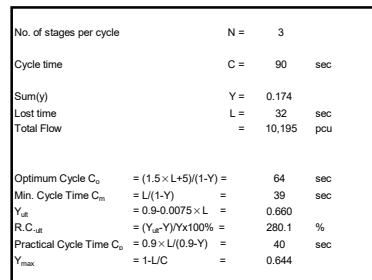 No. of stages per cycle N = 3
Cycle time C = 90 sec
Sum(y) Y = 0.174
Lost time L = 32 sec
Total Flow = 10,195 pcu
Optimum Cycle Co = (1.5×L+5)/(1-Y) = 64 sec
Min. Cycle Time Cm = L/(1-Y) = 39 sec
Yult = 0.9-0.0075×L = 0.660
R.C.ult = (Yult-Y)/Yx100% = 280.1 %
Practical Cycle Time Cp = 0.9×L/(0.9-Y) = 40 sec
Ymax = 1-L/C = 0.644